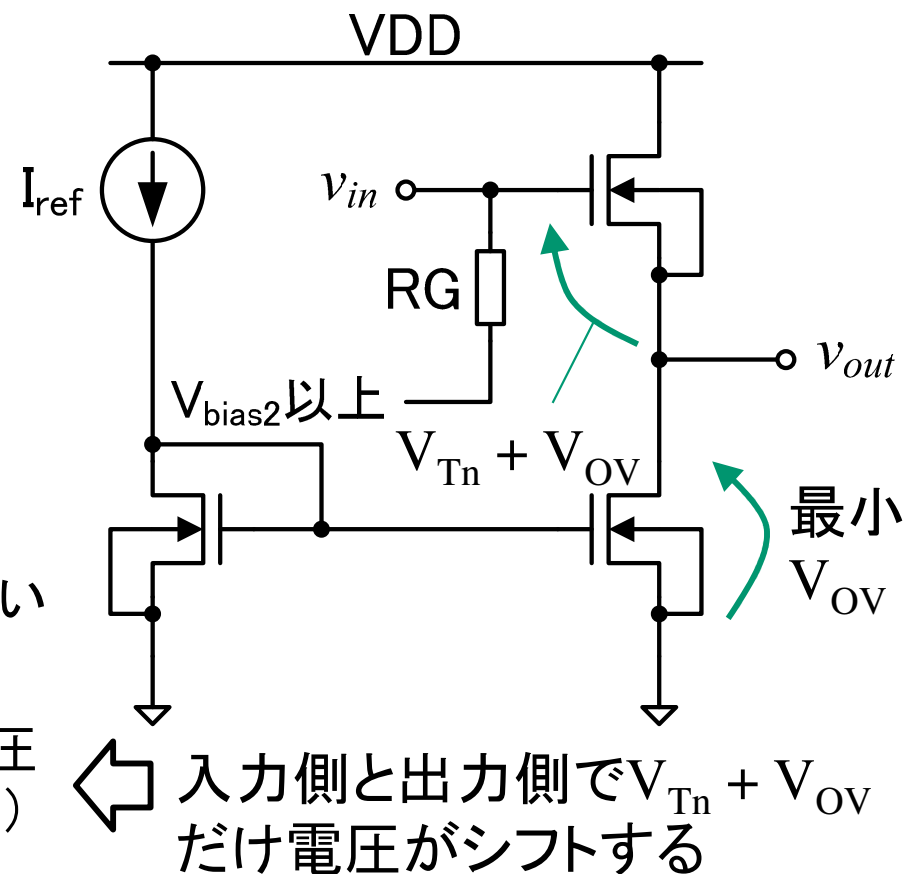 VDD
Iref
vin
RG
vout
Vbias2以上
VTn + VOV
最小
VOV
い
圧
)
入力側と出力側でVTn + VOV
だけ電圧がシフトする